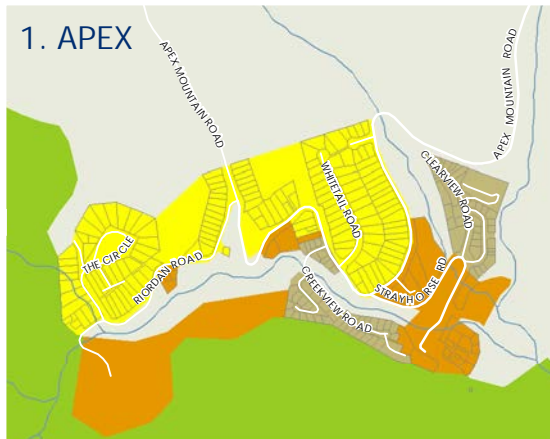 1. APEX
APEX MOUNTAIN ROAD
APEX MOUNTAIN ROAD
CLEARVIEW ROAD
WHITETAIL ROAD
THE CIRCLE
RIORDAN ROAD
STRAYHORSE RD
CREEKVIEW ROAD